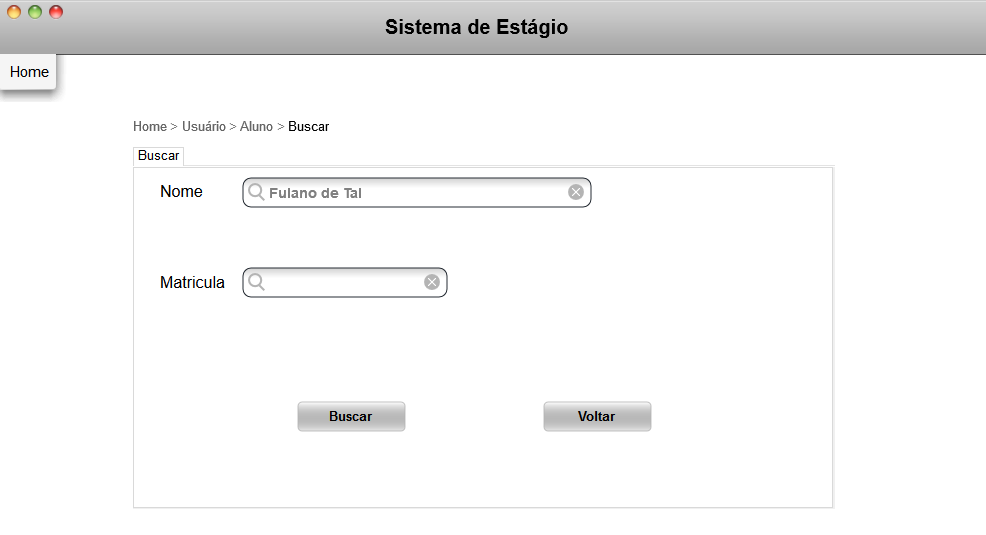 Sistema de Estágio
Home
Home > Usuário > Aluno > Buscar
Buscar
Nome Fulano de Tal
Matricula
Buscar Voltar